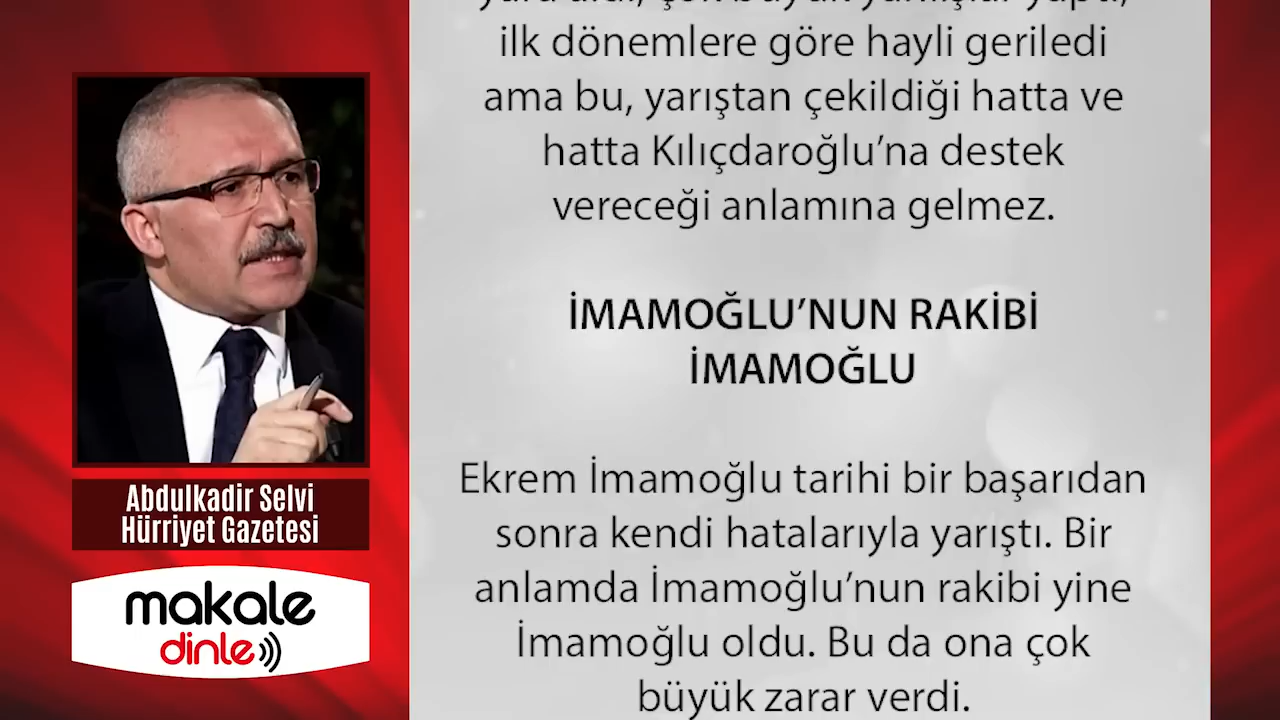 ilk dönemlere göre hayli geriledi
ama bu, yarıştan çekildiği hatta ve
hatta Kılıçdaroğlu’na destek
vereceği anlamına gelmez.
İMAMOĞLU’NUN RAKİBİ
İMAMOĞLU
Ekrem İmamoğlu tarihi bir başarıdan
sonra kendi hatalarıyla yarıştı. Bir
anlamda İmamoğlu’nun rakibi yine
İmamoğlu oldu. Bu da ona çok
büyük zarar verdi.
Abdulkadir Selvi
Hürriyet Gazetesi
makale
dinle